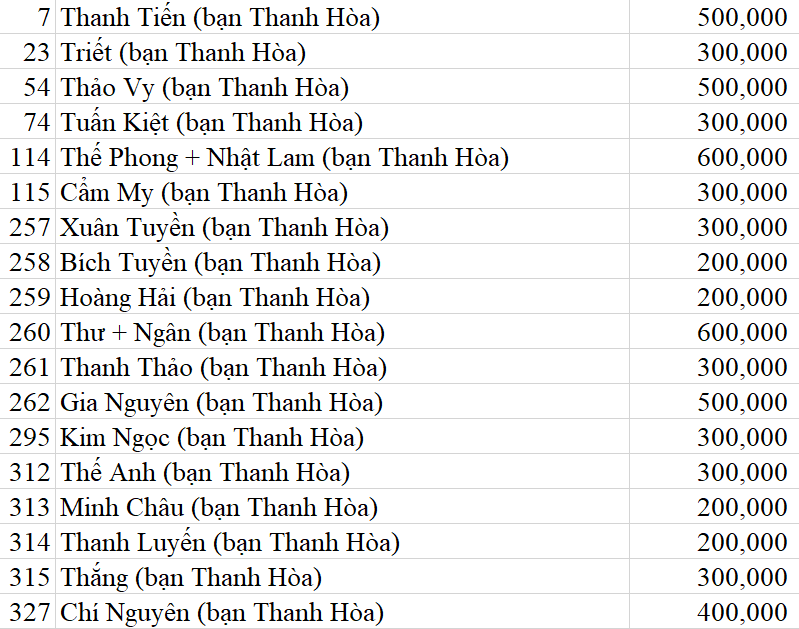 7 Thanh Tiến (bạn Thanh Hòa) 500,000
23 Triết (bạn Thanh Hòa) 300,000
54 Thảo Vy (bạn Thanh Hòa) 500,000
74 Tuấn Kiệt (bạn Thanh Hòa) 300,000
114 Thế Phong + Nhật Lam (bạn Thanh Hòa) 600,000
115 Cẩm My (bạn Thanh Hòa) 300,000
257 Xuân Tuyền (bạn Thanh Hòa) 300,000
258 Bích Tuyền (bạn Thanh Hòa) 200,000
259 Hoàng Hải (bạn Thanh Hòa) 200,000
260 Thư + Ngân (bạn Thanh Hòa) 600,000
261 Thanh Thảo (bạn Thanh Hòa) 300,000
262 Gia Nguyên (bạn Thanh Hòa) 500,000
295 Kim Ngọc (bạn Thanh Hòa) 300,000
312 Thế Anh (bạn Thanh Hòa) 300,000
313 Minh Châu (bạn Thanh Hòa) 200,000
314 Thanh Luyến (bạn Thanh Hòa) 200,000
315 Thắng (bạn Thanh Hòa) 300,000
327 Chí Nguyên (bạn Thanh Hòa) 400,000